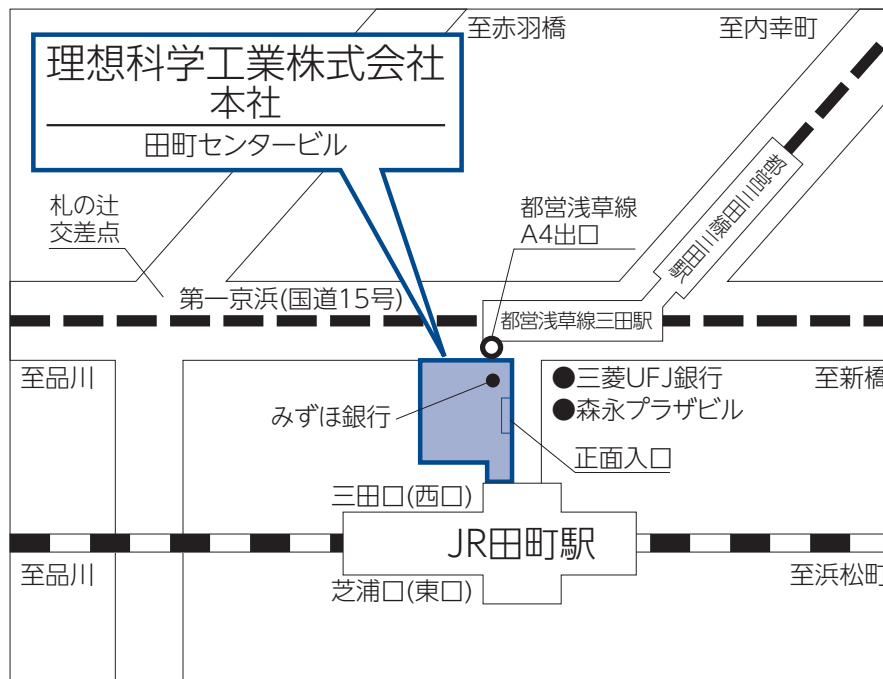 至赤羽橋
至内幸町
理想科学工業株式会社
本社
田町センタービル
都営三田線三田駅
札の辻
交差点
都営浅草線
A4出口
第一京浜(国道15号)
都営浅草線三田駅
至品川
●三菱UFJ銀行
至新橋
みずほ銀行
●森永プラザビル
正面入口
三田口(西口)
JR田町駅
至品川
芝浦口(東口)
至浜松町